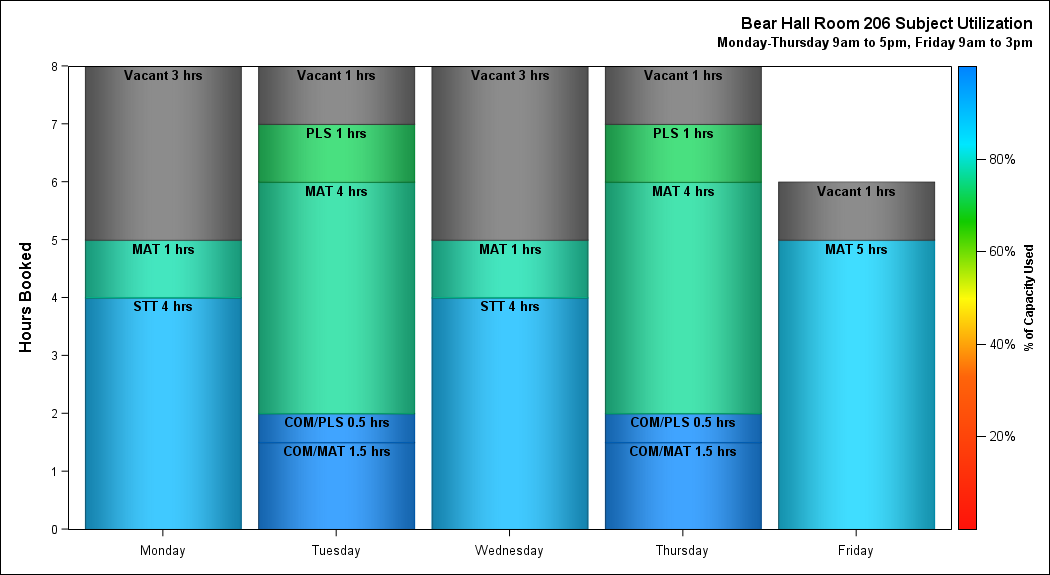 Bear Hall Room 206 Subject Utilization
Monday-Thursday 9am to 5pm, Friday 9am to 3pm
Hours Booked
8
7
6
5
4
3
2
1
0
Vacant 3 hrs
MAT 1 hrs
STT 4 hrs
Vacant 1 hrs
PLS 1 hrs
MAT 4 hrs
COM/PLS 0.5 hrs
COM/MAT 1.5 hrs
Vacant 3 hrs
MAT 1 hrs
STT 4 hrs
Vacant 1 hrs
PLS 1 hrs
MAT 4 hrs
COM/PLS 0.5 hrs
COM/MAT 1.5 hrs
Vacant 1 hrs
MAT 5 hrs
Monday
Tuesday
Wednesday
Thursday
Friday
80%
60%
40%
20%
% of Capacity Used